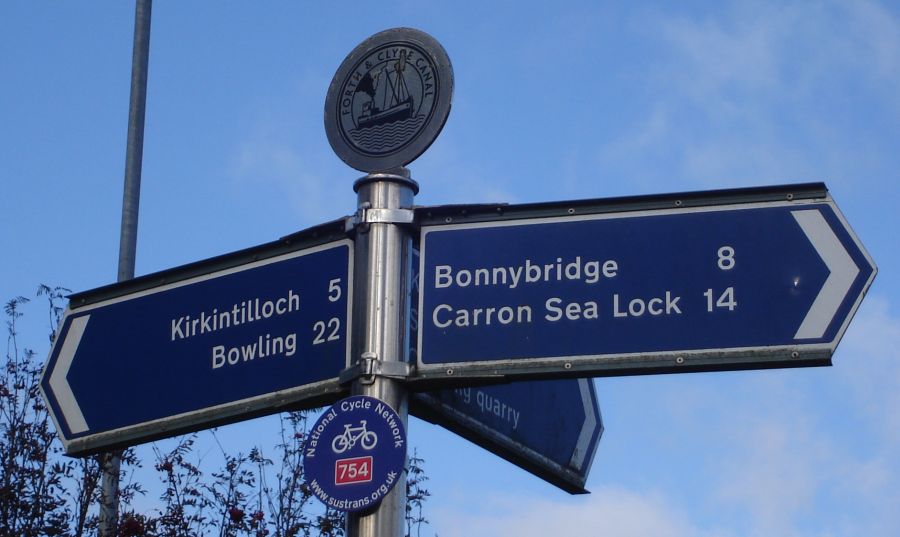 FORTH & CLYDE CANAL
Kirkintilloch 5
Bowling 22
Bonnybridge 8
Carron Sea Lock 14
quarry
National Cycle Network
754
www.sustrans.org.uk